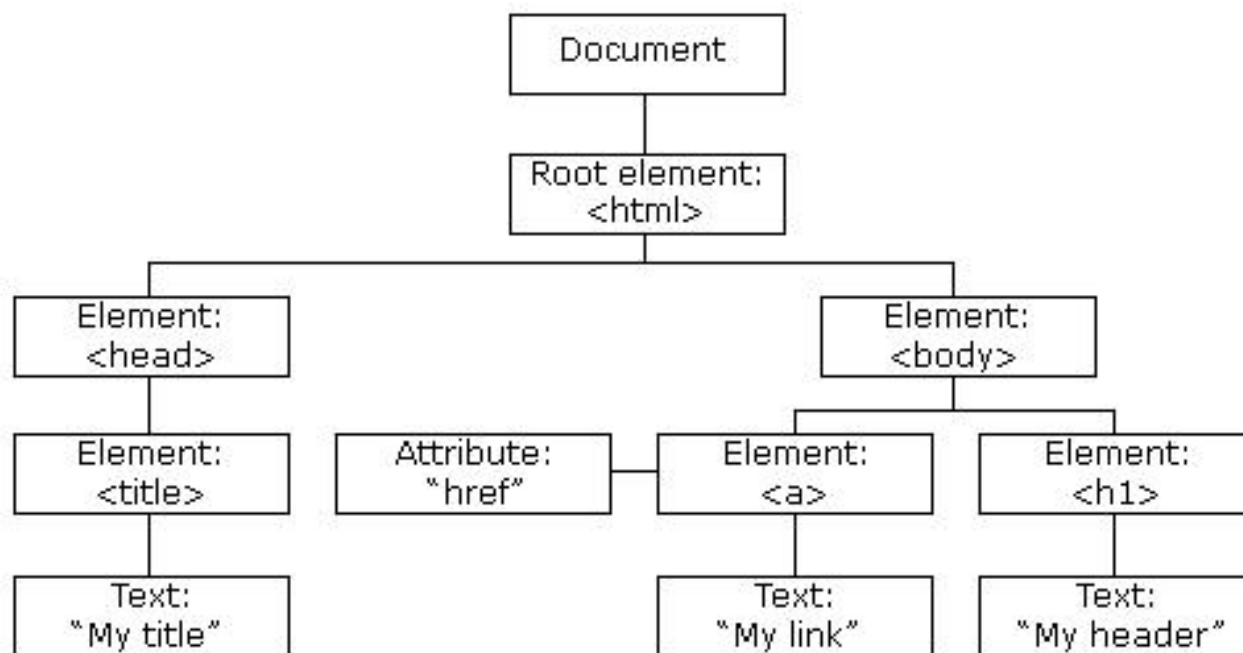 Document
Root element:
<html>
Element:
<head>
Element:
<body>
Element:
<title>
Attribute:
“href”
Element:
<a>
Element:
<h1>
Text:
“My title”
Text:
“My link”
Text:
“My header”